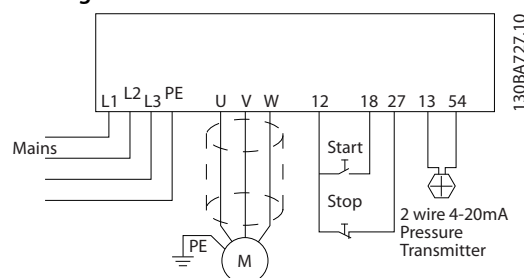 L1 L2 L3 PE U V W 12 18 27 13 54
130BA727.10
Mains
Start
Stop
PE
M
2 wire 4-20mA
Pressure
Transmitter